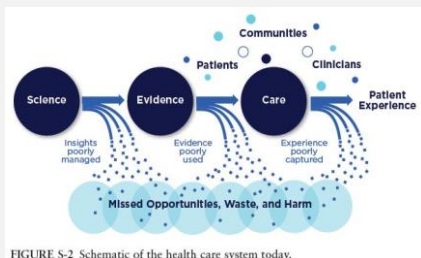 Communities
Patients
Clinicians
Science
Evidence
Care
Patient
Experience
Insights
poorly
managed
Evidence
poorly
used
Experience
poorly
captured
Missed Opportunities, Waste, and Harm
FIGURE S-2 Schematic of the health care system today.